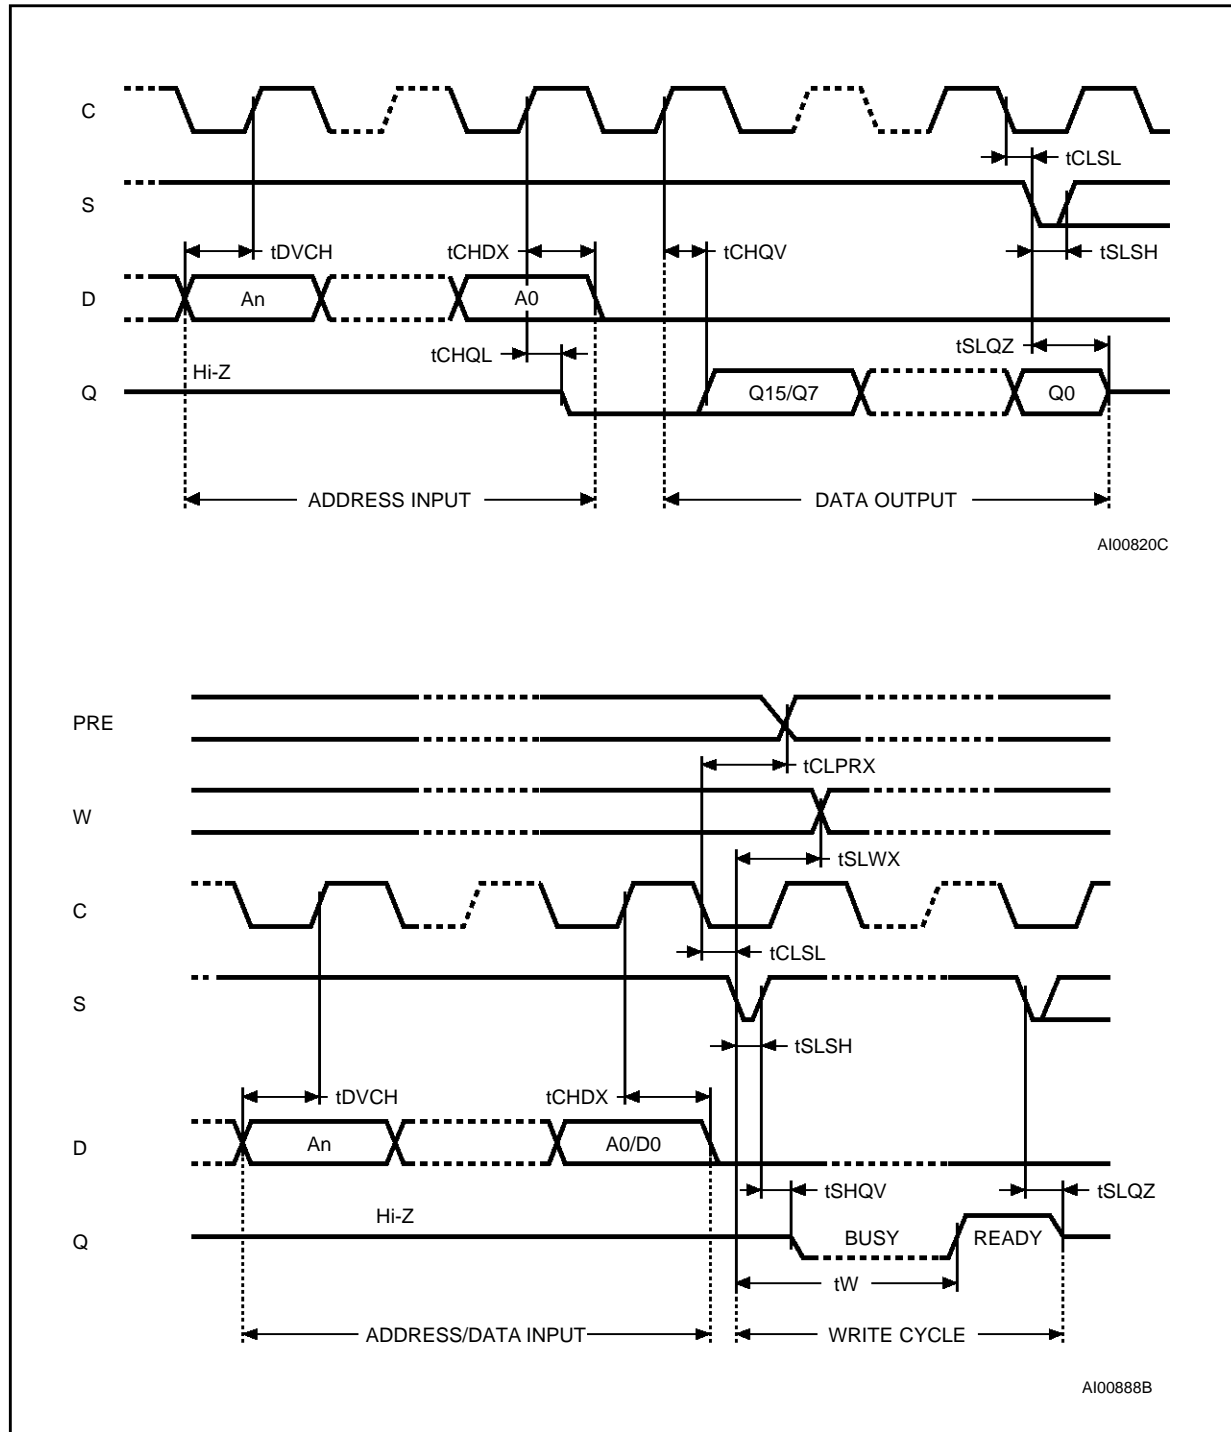 C
tCLSL
S
tDVCH tCHDX tCHQV tSLSH
D An A0
tCHQL tSLQZ
Hi-Z
Q Q15/Q7 Q0
ADDRESS INPUT DATA OUTPUT
AI00820C
PRE
tCLPRX
W
tSLWX
C
tCLSL
S
tSLSH
tDVCH tCHDX
D An A0/D0
tSHQV tSLQZ
Hi-Z
Q BUSY READY
tW
ADDRESS/DATA INPUT WRITE CYCLE
AI00888B